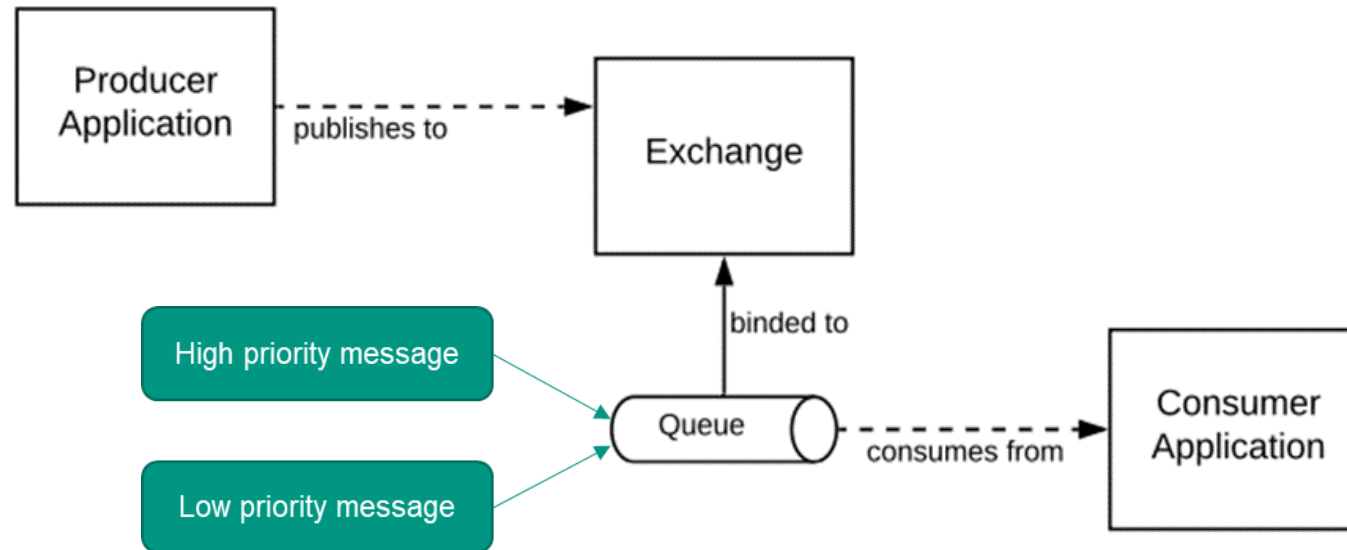 Producer
Application
publishes to
Exchange
binded to
High priority message
Queue
consumes from
Consumer
Application
Low priority message